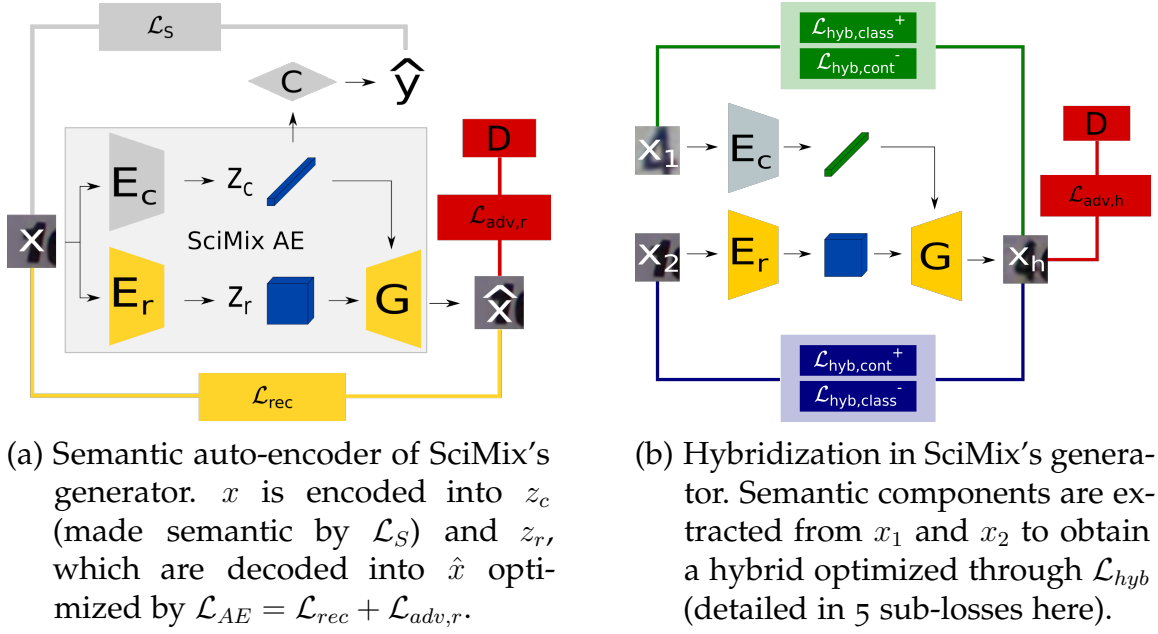 ℒ_S
C
ŷ
D
E_c
z_c
ℒ_adv,r
x
SciMix AE
E_r
z_r
G
x̂
ℒ_rec
(a) Semantic auto-encoder of SciMix's
generator. x is encoded into z_c
(made semantic by ℒ_S) and z_r,
which are decoded into x̂ opti-
mized by ℒ_AE = ℒ_rec + ℒ_adv,r.
ℒ_hyb,class⁺
ℒ_hyb,cont⁻
D
x_1
E_c
ℒ_adv,h
x_2
E_r
G
x_h
ℒ_hyb,cont⁺
ℒ_hyb,class⁻
(b) Hybridization in SciMix's genera-
tor. Semantic components are ex-
tracted from x_1 and x_2 to obtain
a hybrid optimized through ℒ_hyb
(detailed in 5 sub-losses here).